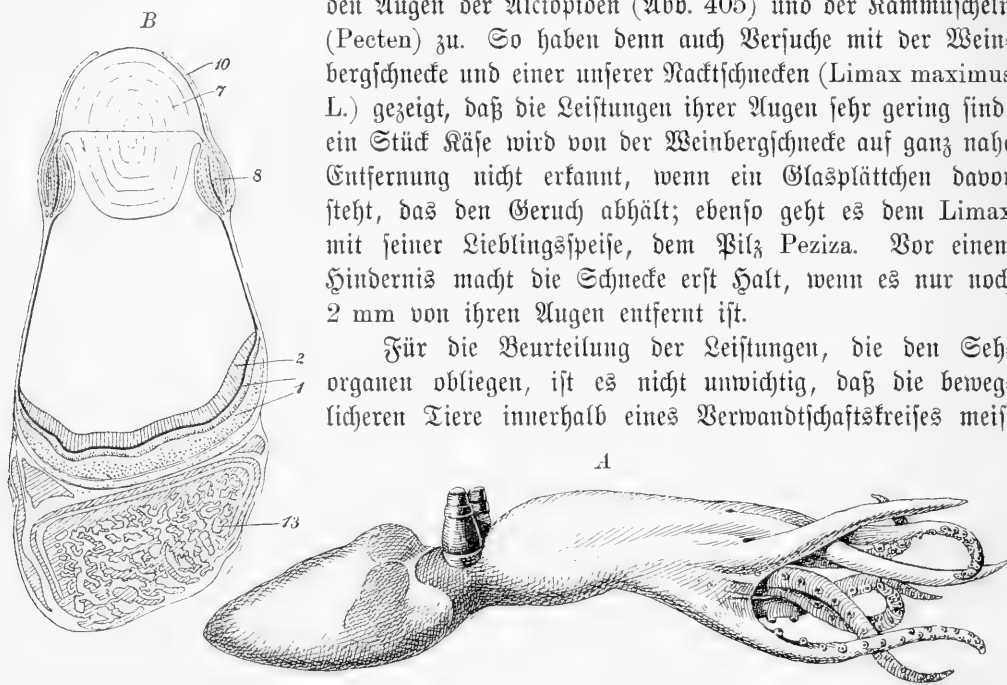 den Augen der Alciopiden (Abb. 405) und der Kammuscheln
(Pecten) zu. So haben denn auch Versuche mit der Wein-
bergschnecke und einer unserer Nacktschnecken (Limax maximus
L.) gezeigt, daß die Leistungen ihrer Augen sehr gering sind
ein Stück Käse wird von der Weinbergschnecke auf ganz nahe
Entfernung nicht erkannt, wenn ein Glasplättchen davor
steht, das den Geruch abhält; ebenso geht es dem Limax
mit seiner Lieblingsspeise, dem Pilz Peziza. Vor einem
Hindernis macht die Schnecke erst Halt, wenn es nur noch
2 mm von ihren Augen entfernt ist.
Für die Beurteilung der Leistungen, die den Seh-
organen obliegen, ist es nicht unwichtig, daß die beweg-
licheren Tiere innerhalb eines Verwandtschaftskreises meis
B
10
7
8
2
1
13
A